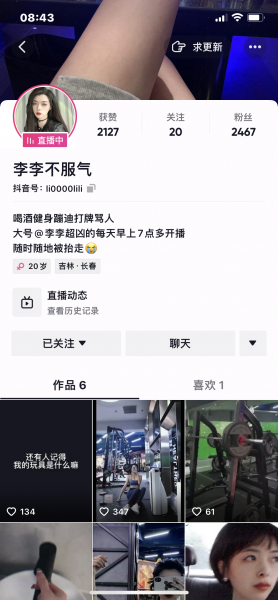 08:43
求更新
直播中
获赞 关注 粉丝
2127 20 2467
李李不服气
抖音号：li0000lili
喝酒健身蹦迪打牌骂人
大号@李李超凶的每天早上7点多开播
随时随地被抬走😭
20岁 吉林·长春
直播动态
查看历史记录
已关注 聊天
作品 6 喜欢 1
还有人记得
我的玩具是什么嘛
134 347 61